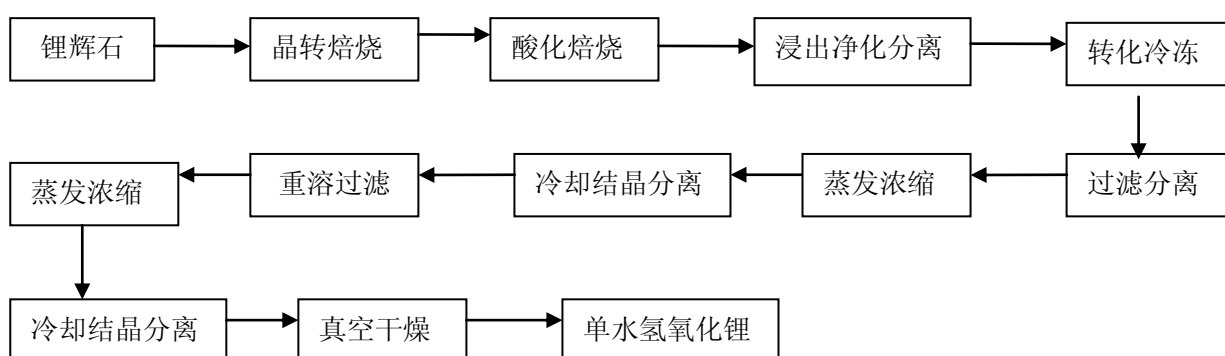 锂辉石
晶转焙烧
酸化焙烧
浸出净化分离
转化冷冻
过滤分离
蒸发浓缩
冷却结晶分离
重溶过滤
蒸发浓缩
冷却结晶分离
真空干燥
单水氢氧化锂